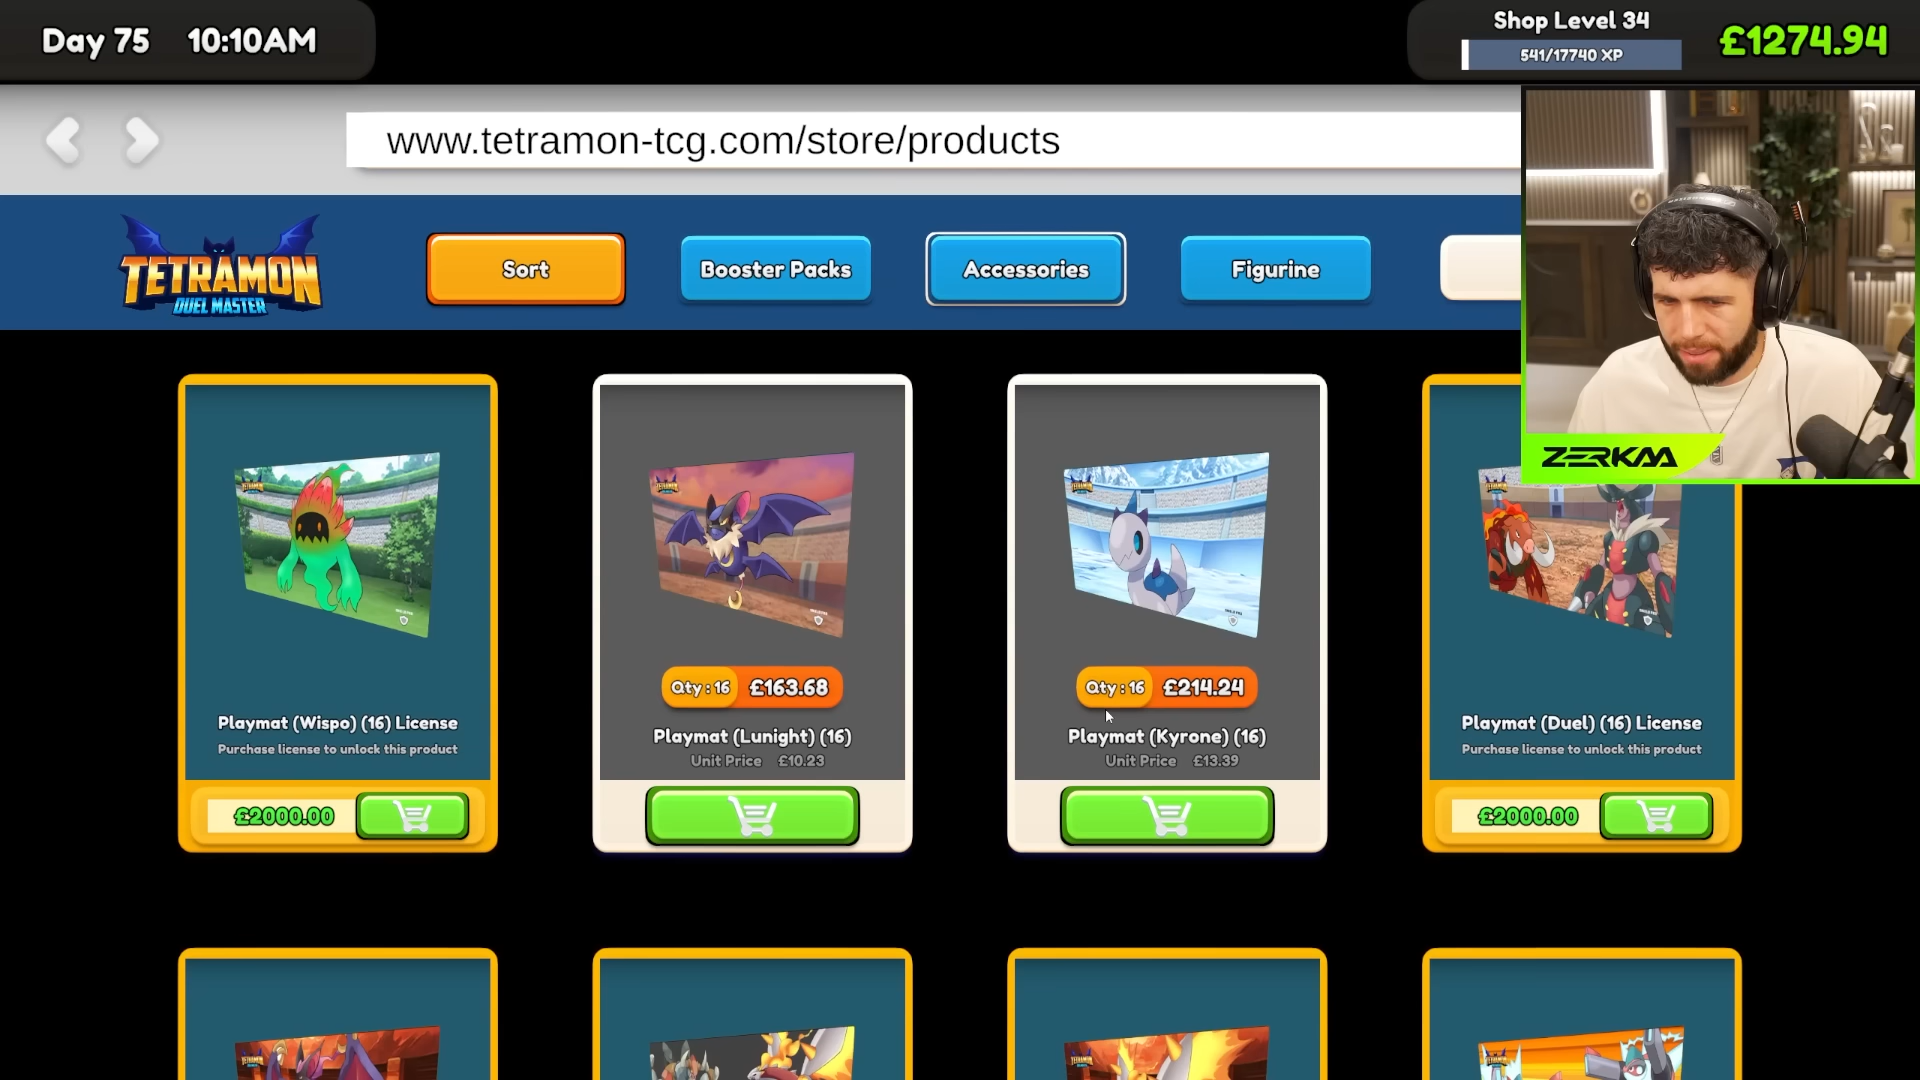 Day 75 10:10AM
Shop Level 34
541/17740 XP
£1274.94
www.tetramon-tcg.com/store/products
TETRAMON
DUEL MASTER
Sort
Booster Packs
Accessories
Figurine
ZERKAA
Playmat (Wispo) (16) License
Purchase license to unlock this product
£2000.00
Qty : 16 £163.68
Playmat (Lunight) (16)
Unit Price £10.23
Qty : 16 £214.24
Playmat (Kyrone) (16)
Unit Price £13.39
Playmat (Duel) (16) License
Purchase license to unlock this product
£2000.00